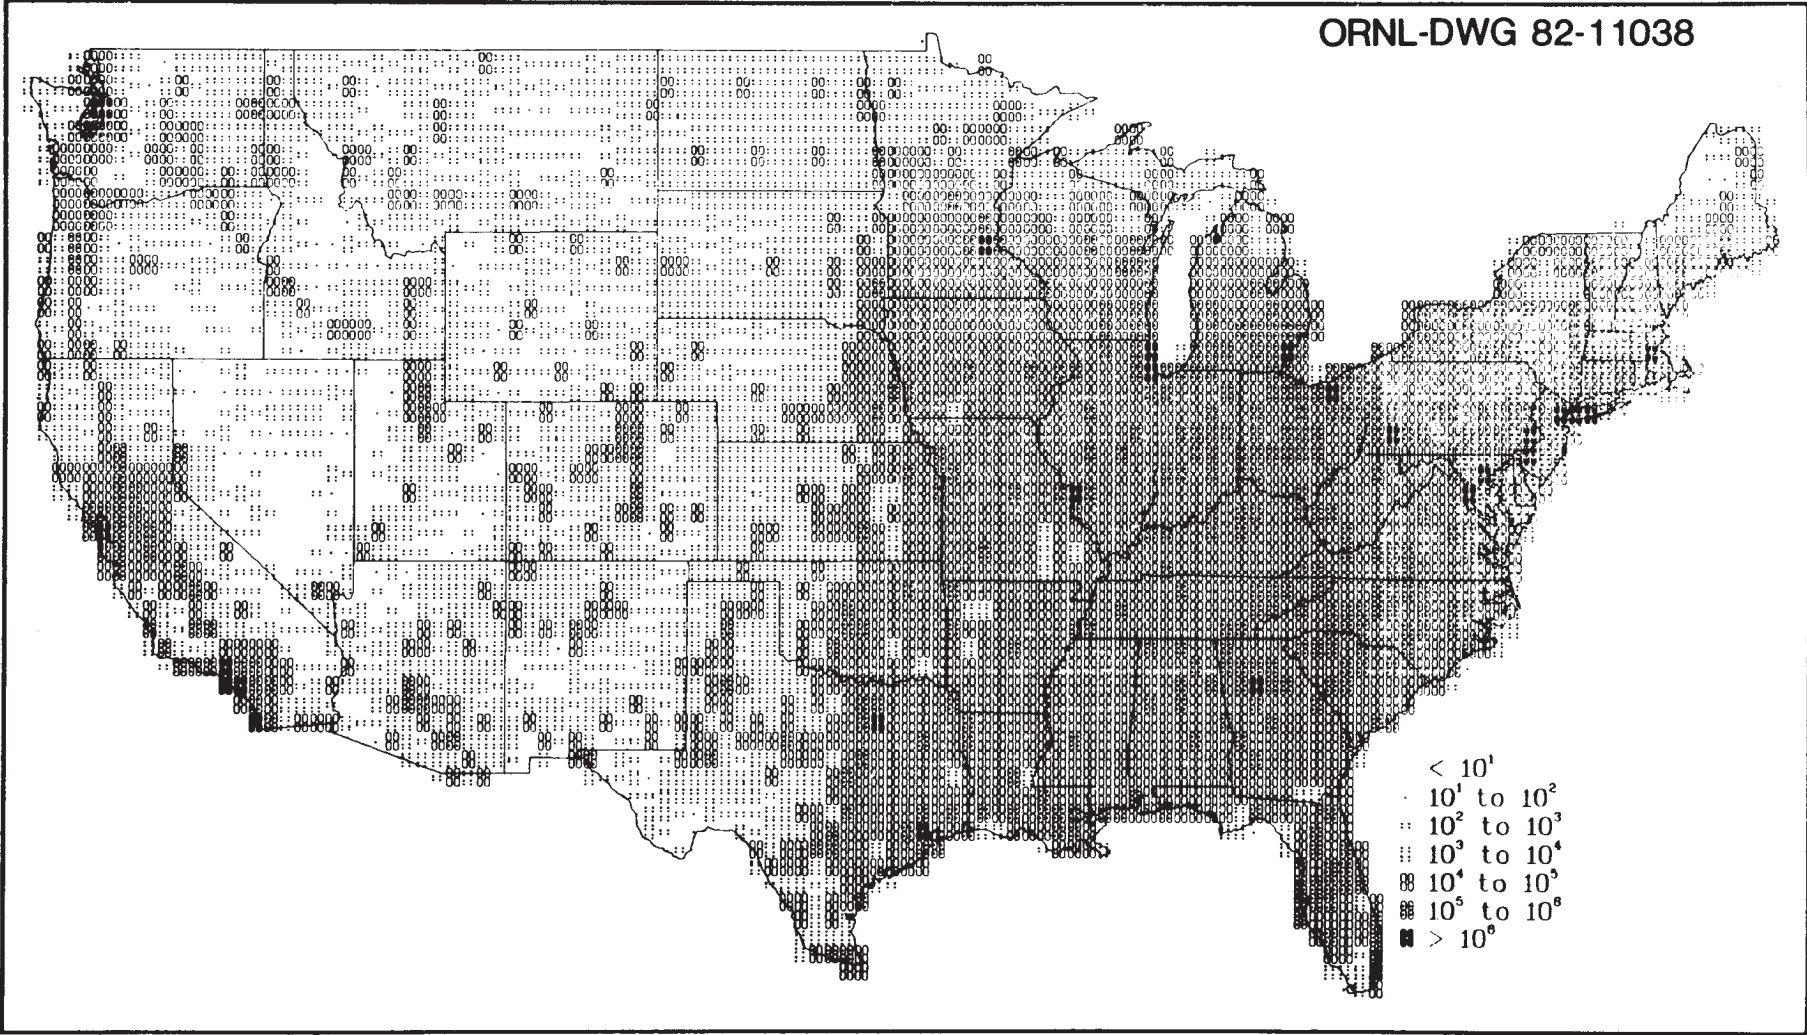 ORNL-DWG 82-11038
< 10¹
10¹ to 10²
10² to 10³
10³ to 10⁴
10⁴ to 10⁵
10⁵ to 10⁶
> 10⁶